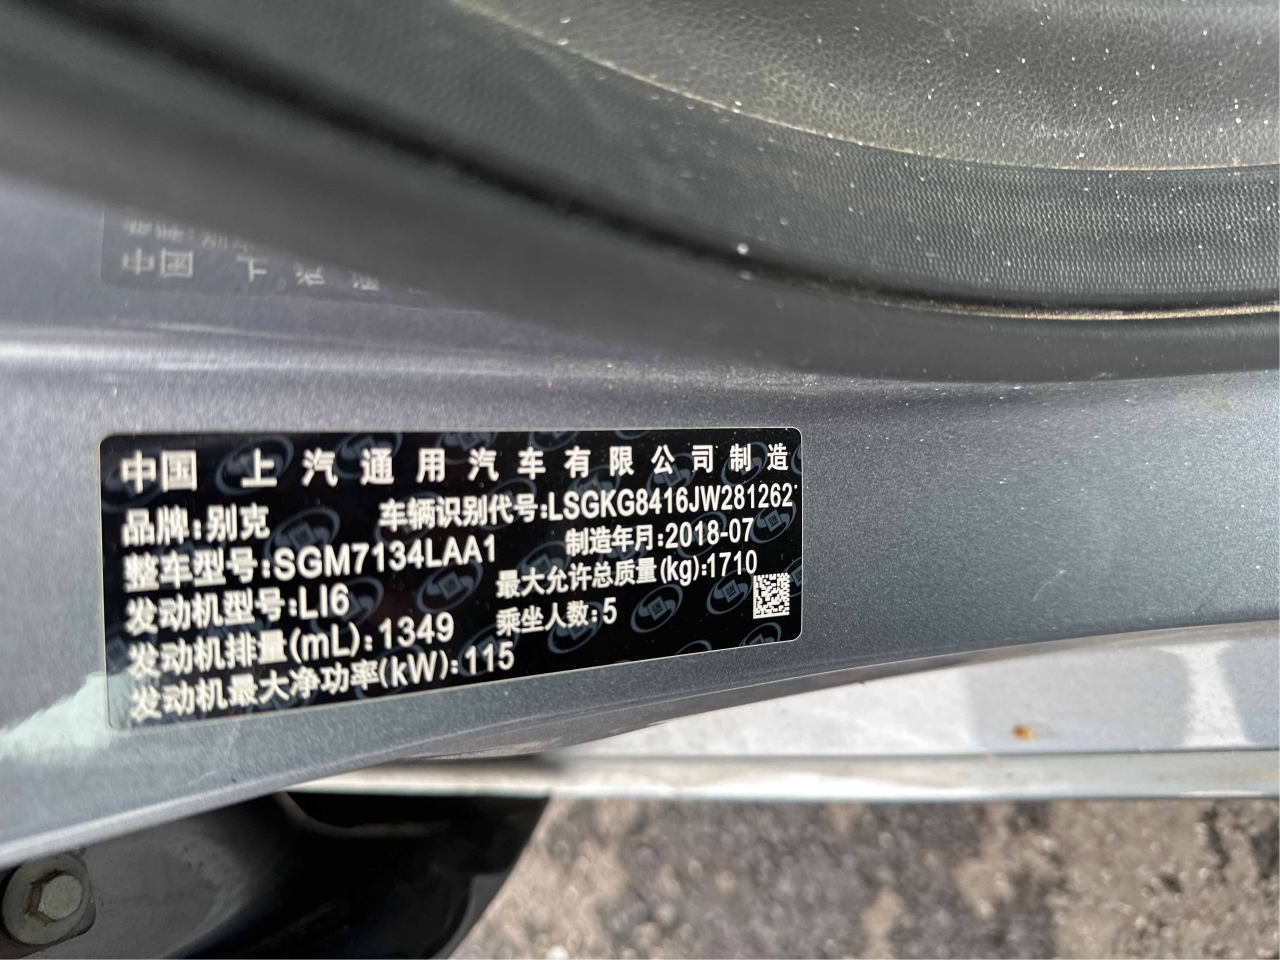 中国 上汽通用汽车有限公司制造
品牌:别克 车辆识别代号:LSGKG8416JW281262
整车型号:SGM7134LAA1 制造年月:2018-07
发动机型号:LI6 最大允许总质量(kg):1710
发动机排量(mL):1349 乘坐人数:5
发动机最大净功率(kW):115